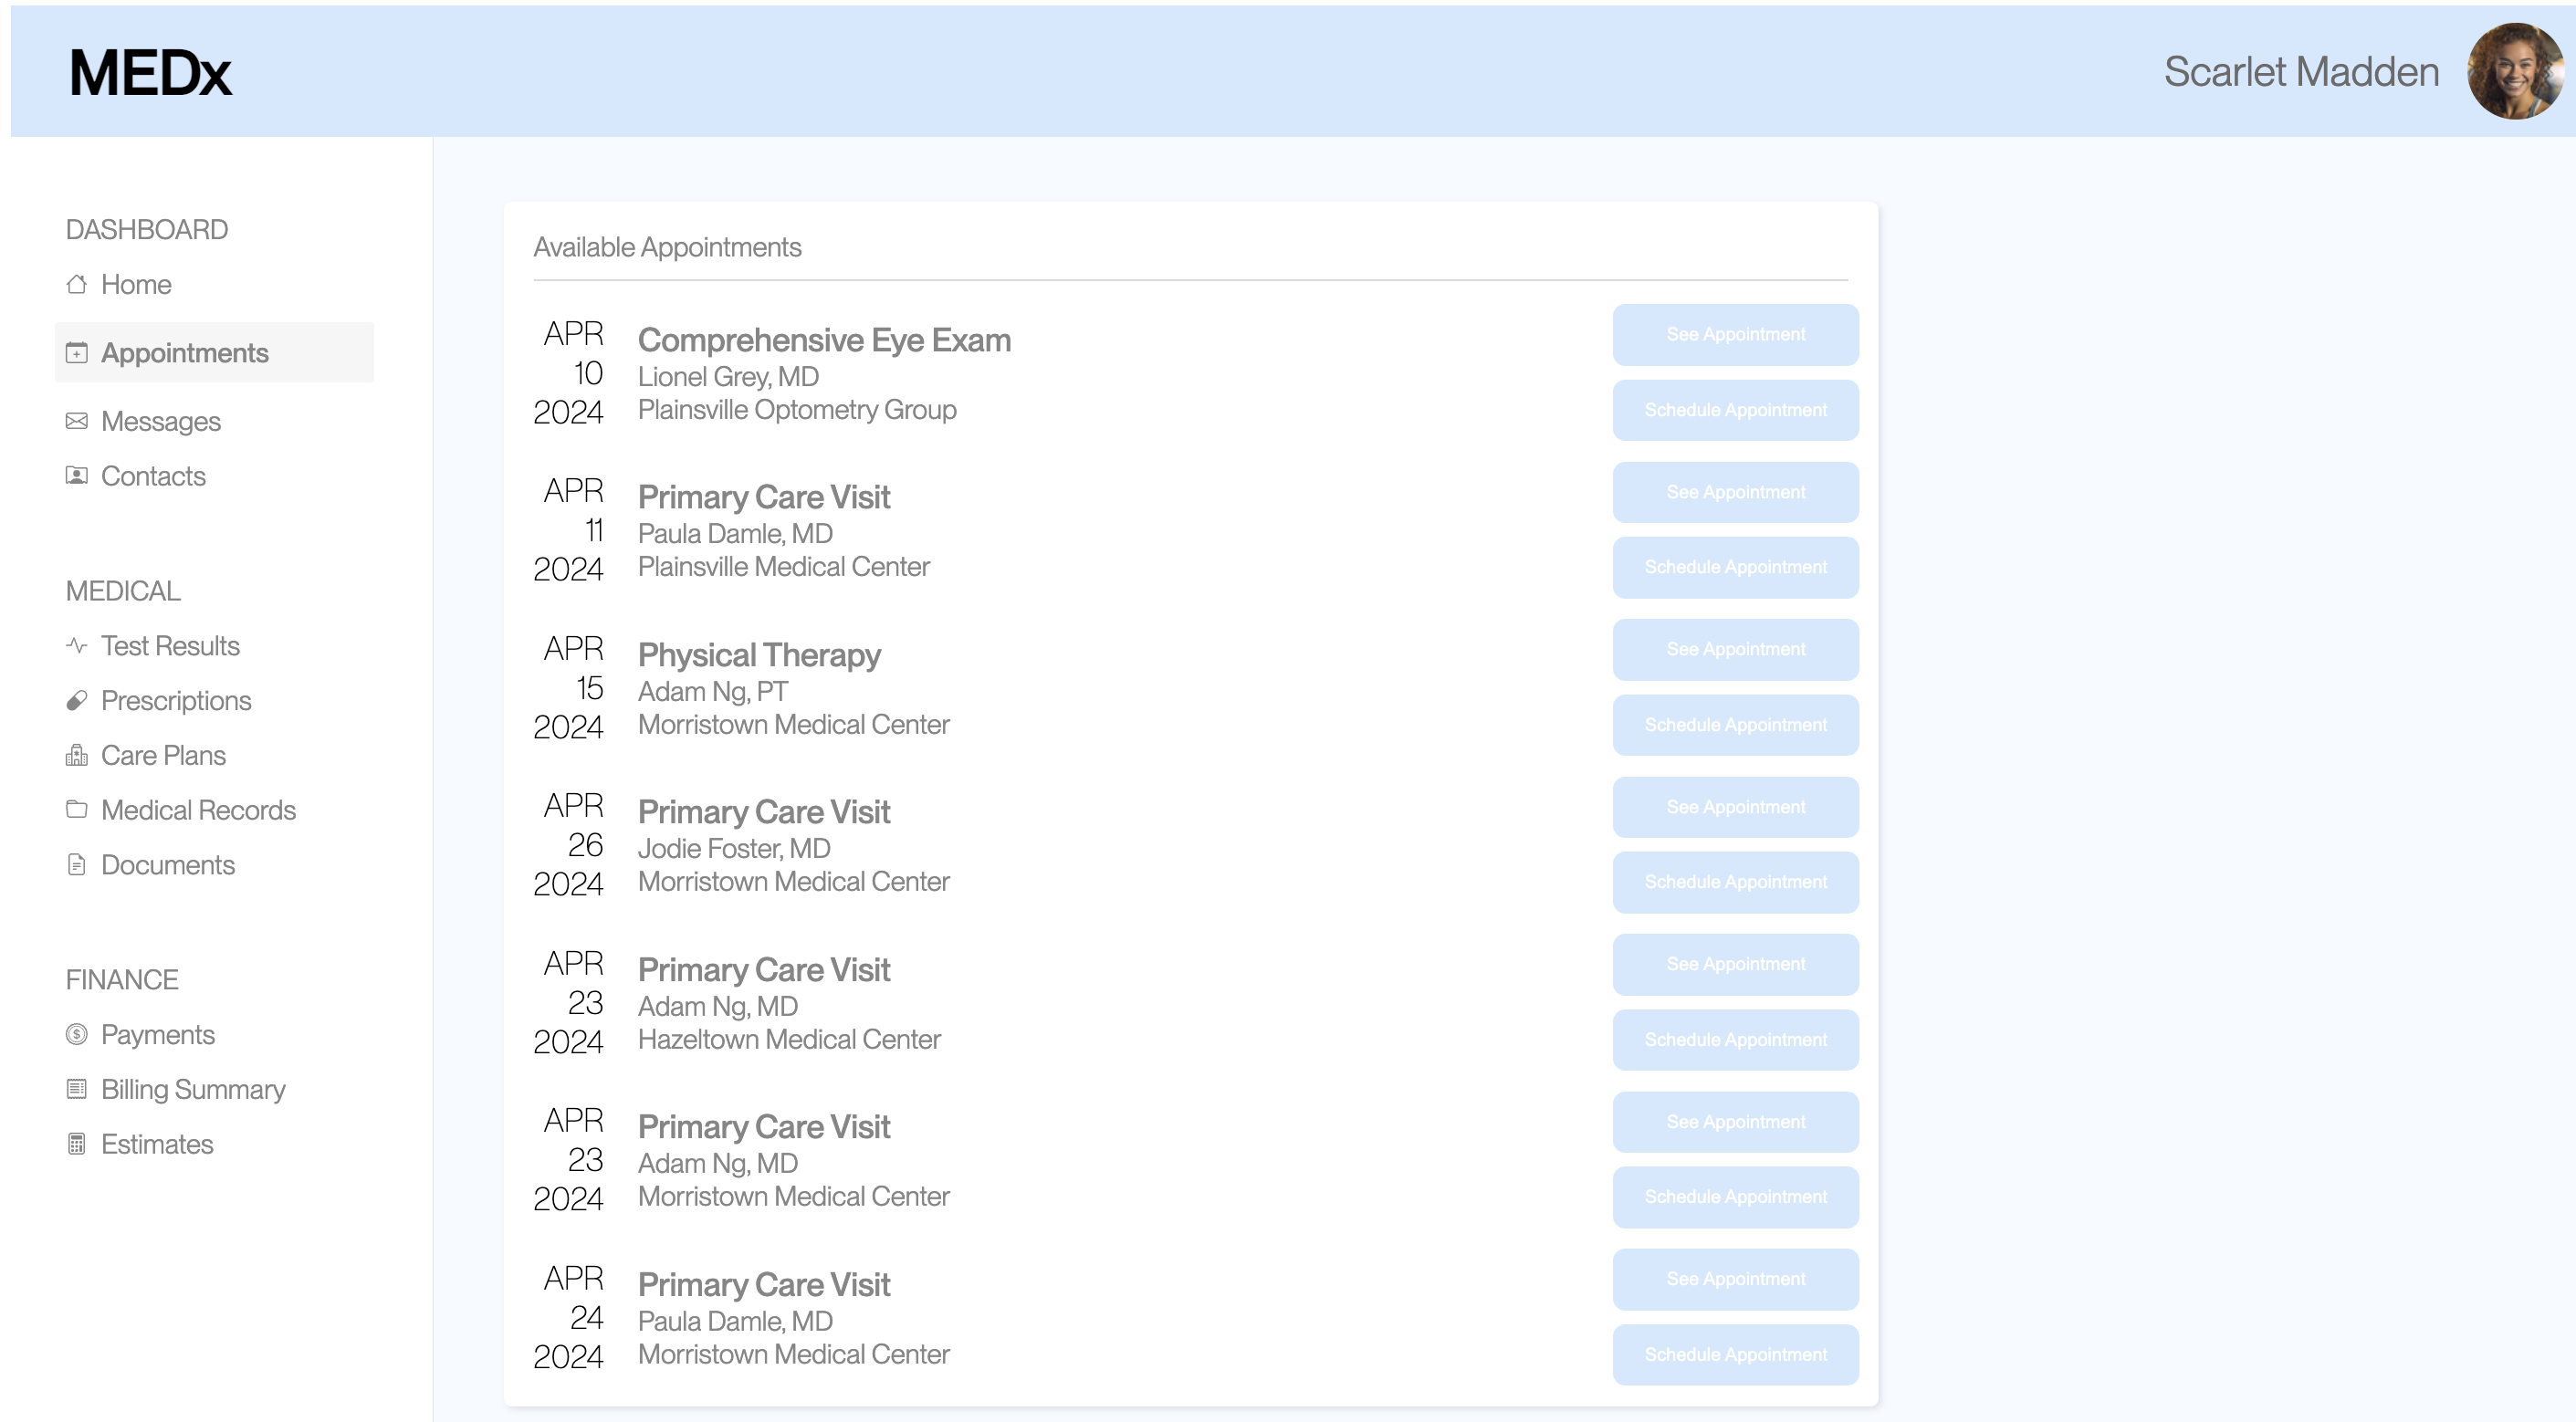 MEDx
Scarlet Madden
DASHBOARD
Home
Appointments
Messages
Contacts
MEDICAL
Test Results
Prescriptions
Care Plans
Medical Records
Documents
FINANCE
Payments
Billing Summary
Estimates
Available Appointments
APR
10
2024
Comprehensive Eye Exam
Lionel Grey, MD
Plainsville Optometry Group
See Appointment
Schedule Appointment
APR
11
2024
Primary Care Visit
Paula Damle, MD
Plainsville Medical Center
See Appointment
Schedule Appointment
APR
15
2024
Physical Therapy
Adam Ng, PT
Morristown Medical Center
See Appointment
Schedule Appointment
APR
26
2024
Primary Care Visit
Jodie Foster, MD
Morristown Medical Center
See Appointment
Schedule Appointment
APR
23
2024
Primary Care Visit
Adam Ng, MD
Hazeltown Medical Center
See Appointment
Schedule Appointment
APR
23
2024
Primary Care Visit
Adam Ng, MD
Morristown Medical Center
See Appointment
Schedule Appointment
APR
24
2024
Primary Care Visit
Paula Damle, MD
Morristown Medical Center
See Appointment
Schedule Appointment